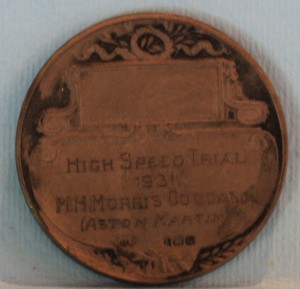 HIGH SPEED TRIAL
1931
M.H. MORRIS GOODALL
(ASTON MARTIN)